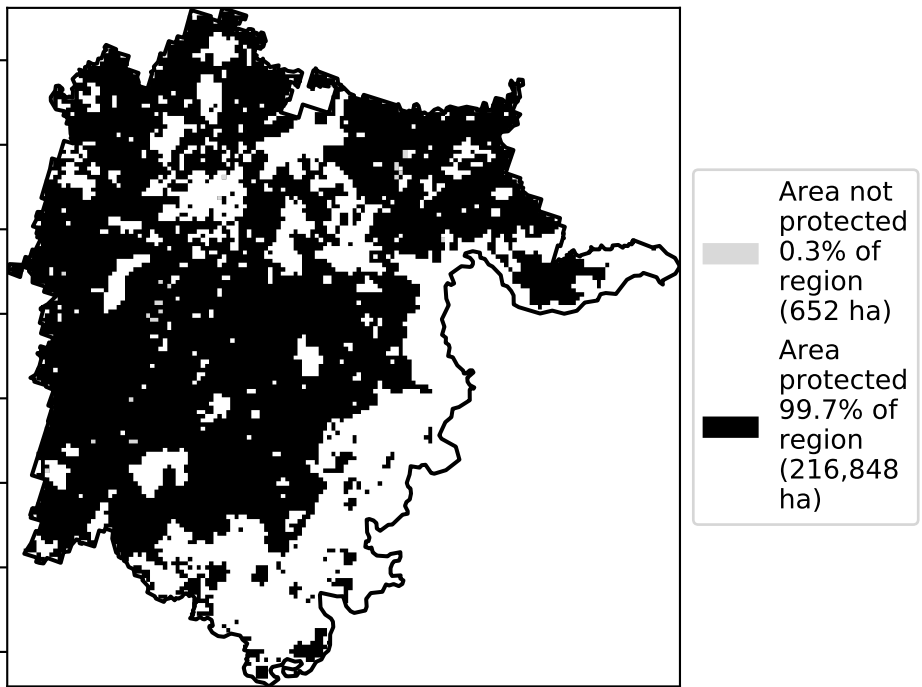 Area not
protected
0.3% of
region
(652 ha)
Area
protected
99.7% of
region
(216,848
ha)